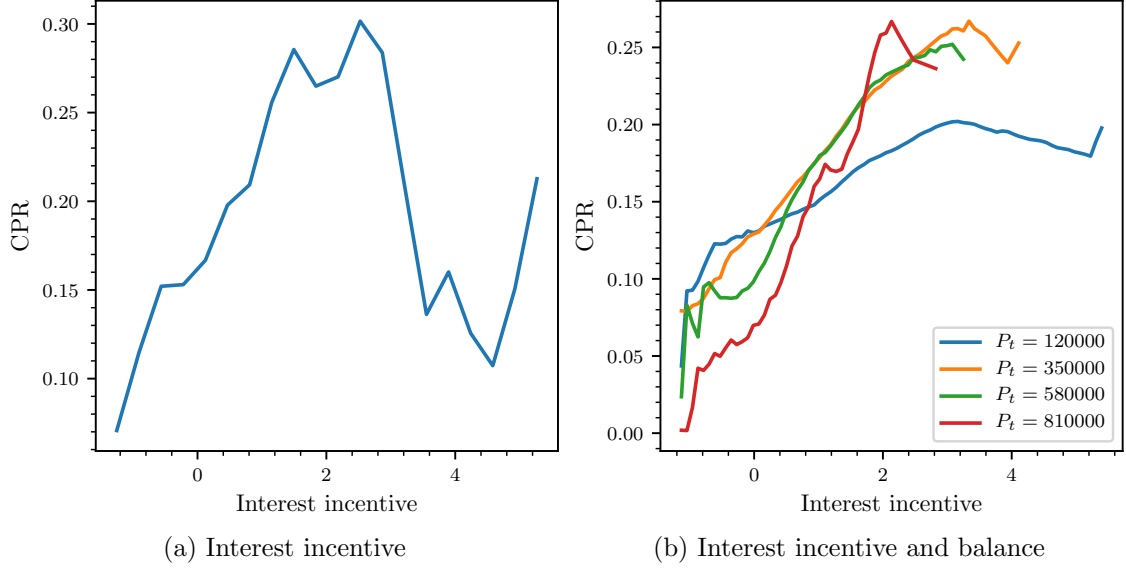 0.30
0.25
0.20
0.15
0.10
CPR
0 2 4
Interest incentive
(a) Interest incentive
0.25
0.20
0.15
0.10
0.05
0.00
CPR
P_t = 120000
P_t = 350000
P_t = 580000
P_t = 810000
0 2 4
Interest incentive
(b) Interest incentive and balance